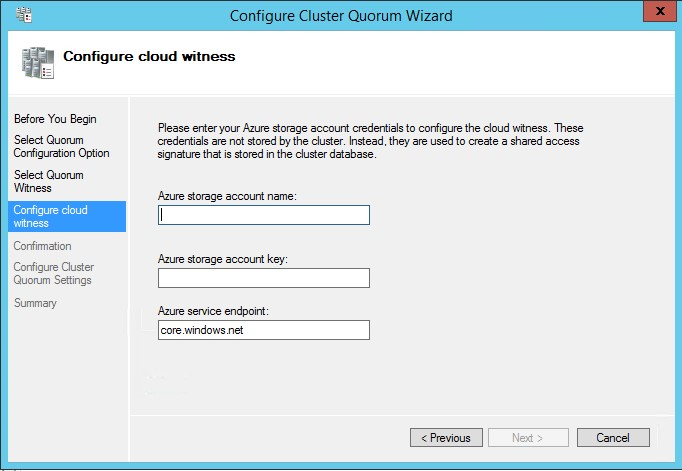 Configure Cluster Quorum Wizard
x
Configure cloud witness
Before You Begin
Select Quorum
Configuration Option
Select Quorum
Witness
Configure cloud
witness
Confirmation
Configure Cluster
Quorum Settings
Summary
Please enter your Azure storage account credentials to configure the cloud witness. These
credentials are not stored by the cluster. Instead, they are used to create a shared access
signature that is stored in the cluster database.
Azure storage account name:
Azure storage account key:
Azure service endpoint:
core.windows.net
< Previous
Next >
Cancel